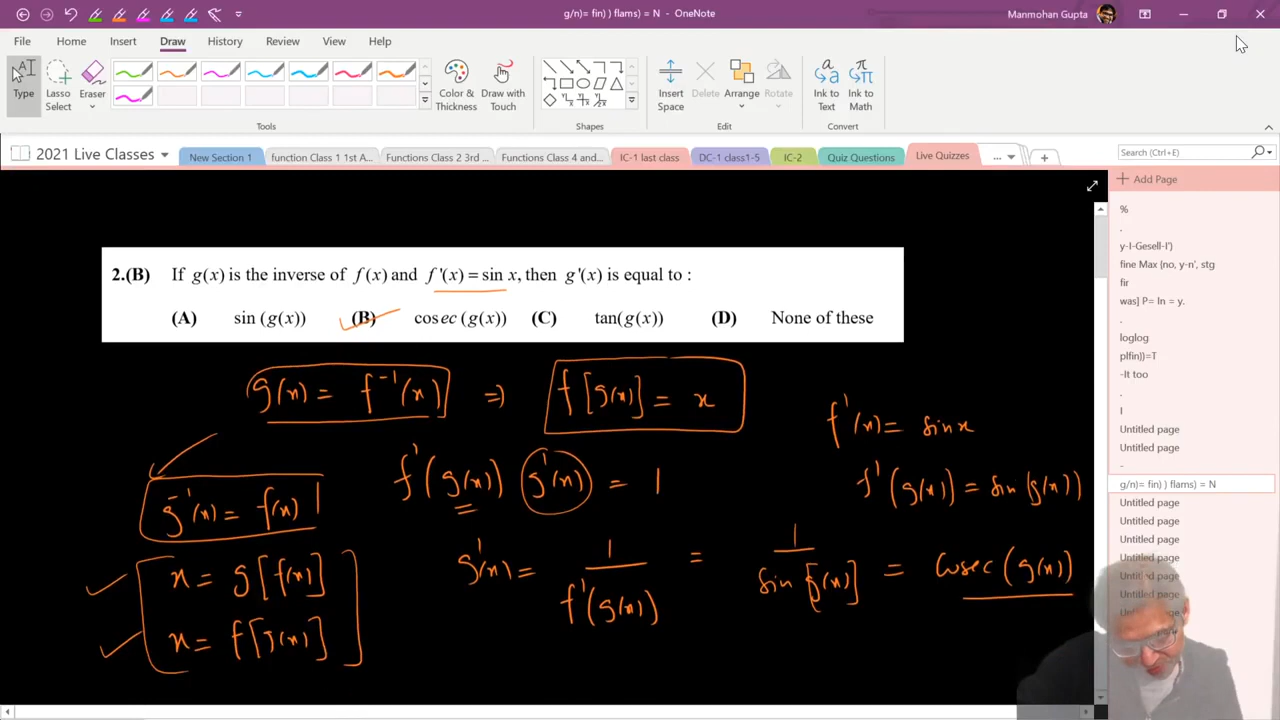 g/n)= fin) ) flams) = N - OneNote
Manmohan Gupta
File Home Insert Draw History Review View Help
Type
Lasso Select
Eraser
Color & Thickness
Draw with Touch
Insert Space
Delete
Arrange
Rotate
Ink to Text
Ink to Math
Tools
Shapes
Edit
Convert
2021 Live Classes
New Section 1
function Class 1 1st A...
Functions Class 2 3rd ...
Functions Class 4 and...
IC-1 last class
DC-1 class1-5
IC-2
Quiz Questions
Live Quizzes
...
Search (Ctrl+E)
Add Page
%
.
y-I-Gesell-I')
fine Max {no, y-n', stg
fir
was} P= In = y.
.
loglog
plfin))=T
-It too
.
I
Untitled page
Untitled page
-
g/n)= fin) ) flams) = N
Untitled page
Untitled page
Untitled page
Untitled page
Untitled page
Untitled page
2.(B) If g(x) is the inverse of f(x) and f '(x) = sin x, then g'(x) is equal to :
(A) sin (g(x)) (B) cosec (g(x)) (C) tan(g(x)) (D) None of these
g(x) = f⁻¹(x) ⇒ f[g(x)] = x
f'(x) = sinx
f'(g(x)) g'(x) = 1
f'(g(x)) = sin(g(x))
g⁻¹(x) = f(x)
g'(x) = 1/f'(g(x)) = 1/sin[g(x)] = cosec(g(x))
x = g[f(x)]
x = f[g(x)]